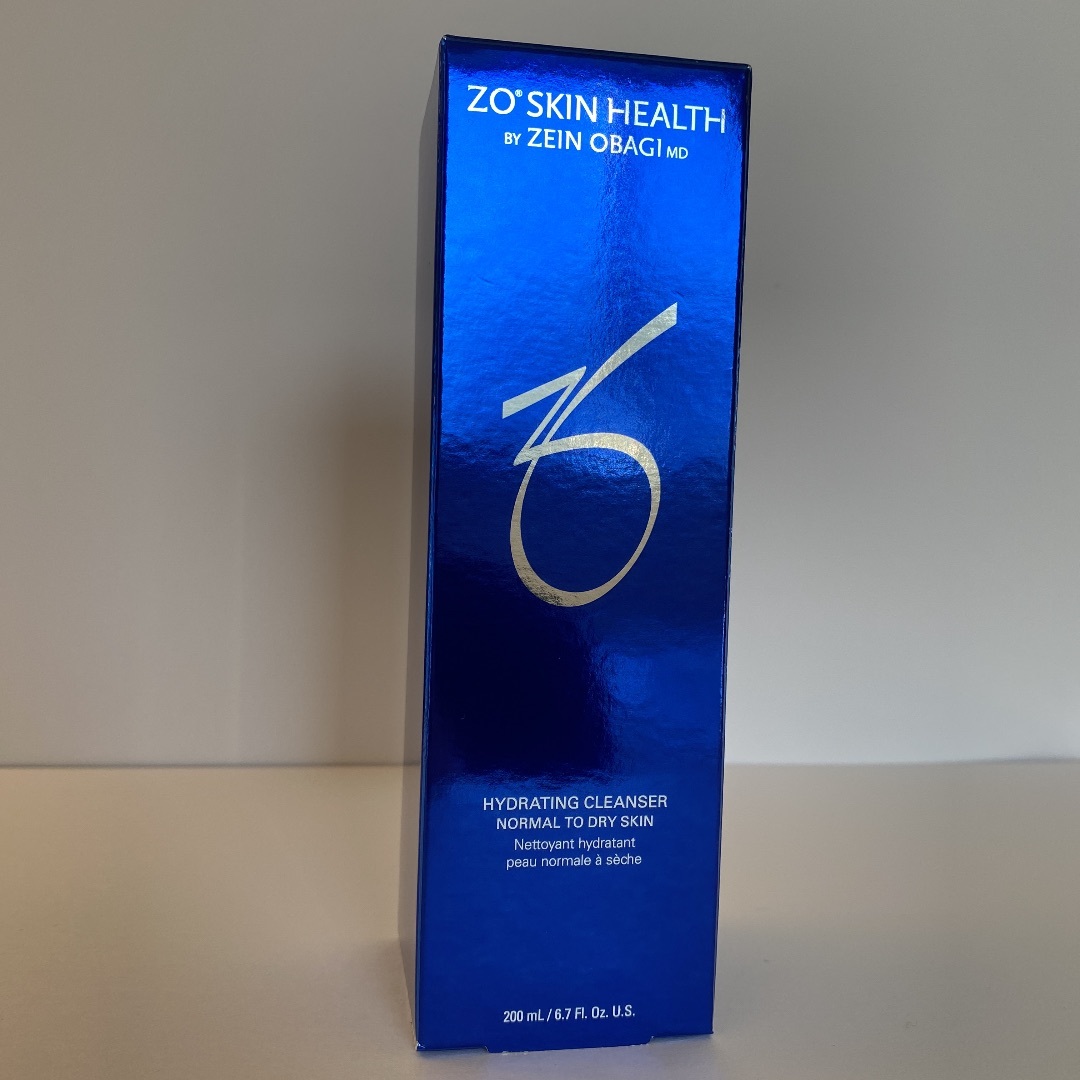 ZO® SKIN HEALTH
BY ZEIN OBAGI MD
ZO
HYDRATING CLEANSER
NORMAL TO DRY SKIN
Nettoyant hydratant
peau normale à sèche
200 mL / 6.7 Fl. Oz. U.S.